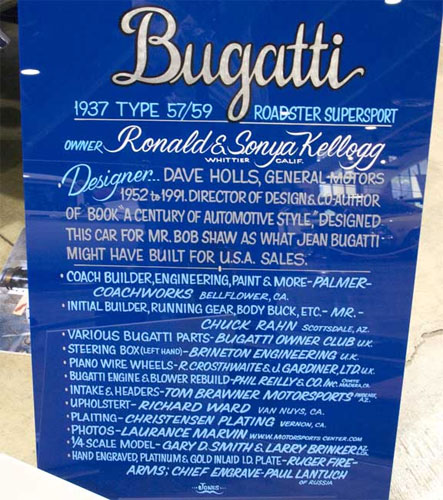 Bugatti
1937 TYPE 57/59 ROADSTER SUPERSPORT
OWNER Ronald & Sonya Kellogg
WHITTIER CALIF.
Designer... DAVE HOLLS, GENERAL MOTORS
1952 to 1991. DIRECTOR OF DESIGN & CO AUTHOR
OF BOOK "A CENTURY OF AUTOMOTIVE STYLE," DESIGNED
THIS CAR FOR MR. BOB SHAW AS WHAT JEAN BUGATTI
MIGHT HAVE BUILT FOR U.S.A. SALES.
• COACH BUILDER, ENGINEERING, PAINT & MORE - PALMER
COACHWORKS BELLFLOWER, CA.
• INITIAL BUILDER, RUNNING GEAR, BODY BUCK, ETC. - MR.
CHUCK RAHN SCOTTSDALE, AZ.
• VARIOUS BUGATTI PARTS - BUGATTI OWNER CLUB U.K.
• STEERING BOX (LEFT HAND) - BRINETON ENGINEERING U.K.
• PIANO WIRE WHEELS - R. CROSTHWAITE & J. GARDINER, LTD. U.K.
• BUGATTI ENGINE & BLOWER REBUILD - PHIL REILLY & CO. INC. CORTE MADERA, CA.
• INTAKE & HEADERS - TOM BRAWNER MOTORSPORTS AZ.
• UPHOLSTERY - RICHARD WARD VAN NUYS, CA.
• PLAITING - CHRISTENSEN PLATING VERNON, CA.
• PHOTOS - LAURANCE MARVIN WWW.MOTORSPORTS CENTER.COM
• 1/4 SCALE MODEL - GARY D. SMITH & LARRY BRINKER
• HAND ENGRAVED, PLATINUM & GOLD INLAND I.D. PLATE - RUGER FIRE-
ARMS; CHIEF ENGRAVE - PAUL LANTUCH
OF RUSSIA